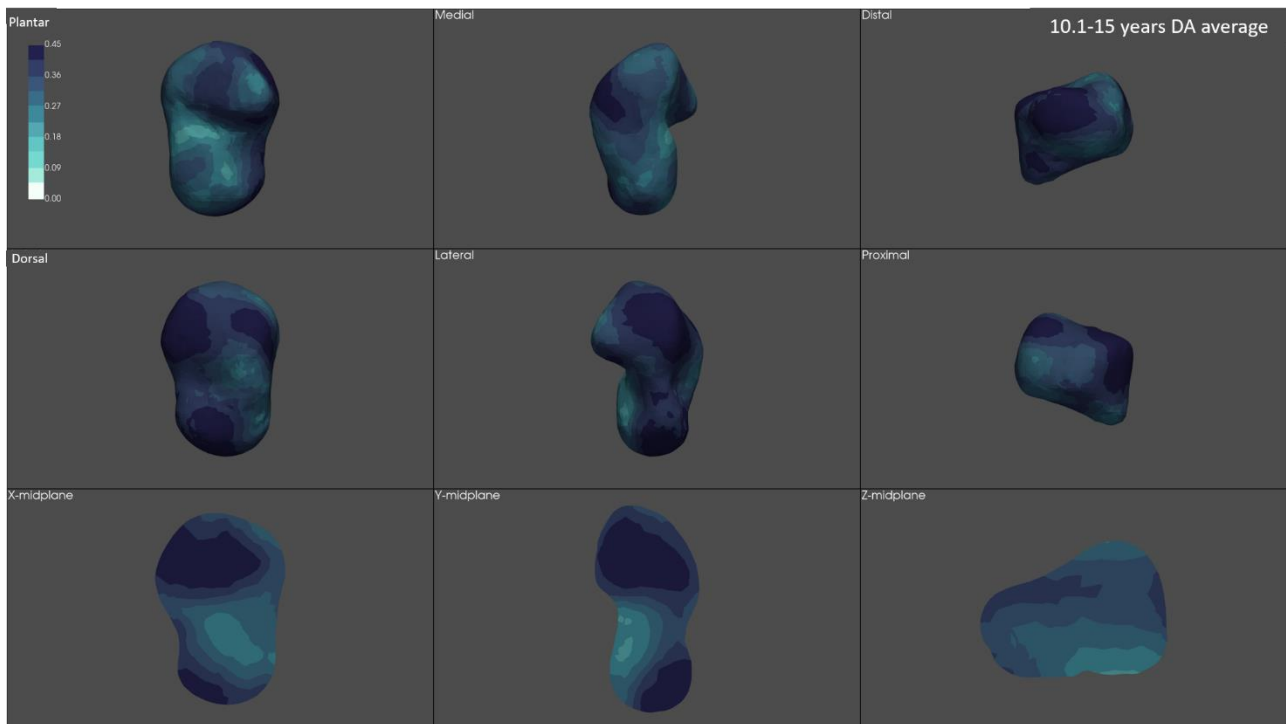 Plantar
Medial
Distal
10.1-15 years DA average
0.45
0.36
0.27
0.18
0.09
0.00
Dorsal
Lateral
Proximal
X-midplane
Y-midplane
Z-midplane